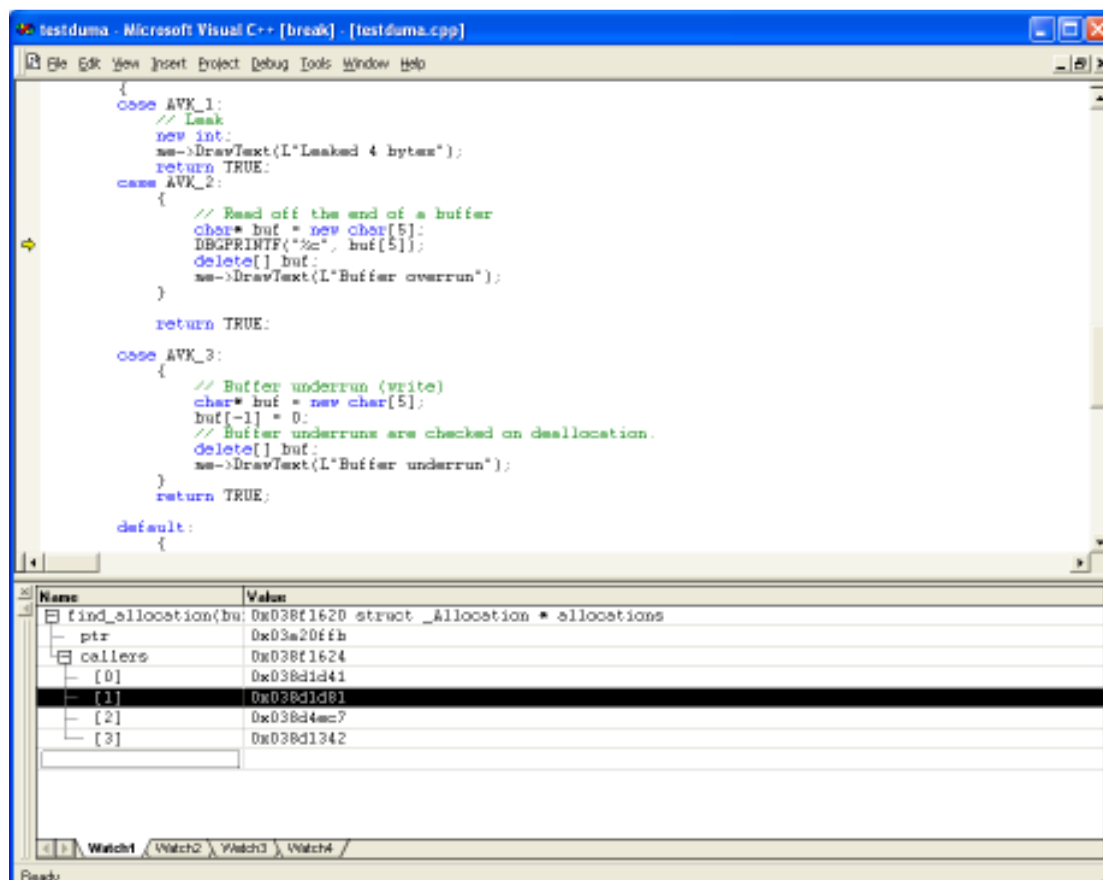 testduma - Microsoft Visual C++ [break] - [testduma.cpp]
File Edit View Insert Project Debug Tools Window Help
{
case AVK_1:
// Leak
new int;
me->DrawText(L"Leaked 4 bytes");
return TRUE;
case AVK_2:
{
// Read off the end of a buffer
char* buf = new char[5];
DBGPRINTF("%c", buf[5]);
delete[] buf;
me->DrawText(L"Buffer overrun");
}
return TRUE;
case AVK_3:
{
// Buffer underrun (write)
char* buf = new char[5];
buf[-1] = 0;
// Buffer underruns are checked on deallocation.
delete[] buf;
me->DrawText(L"Buffer underrun");
}
return TRUE;
default:
{
Name Value
find_allocation(bu: 0x038f1620 struct _Allocation * allocations
ptr 0x03a20ffb
callers 0x038f1624
[0] 0x038d1d41
[1] 0x038d1d81
[2] 0x038d4ec7
[3] 0x038d1342
Watch1 Watch2 Watch3 Watch4
Ready